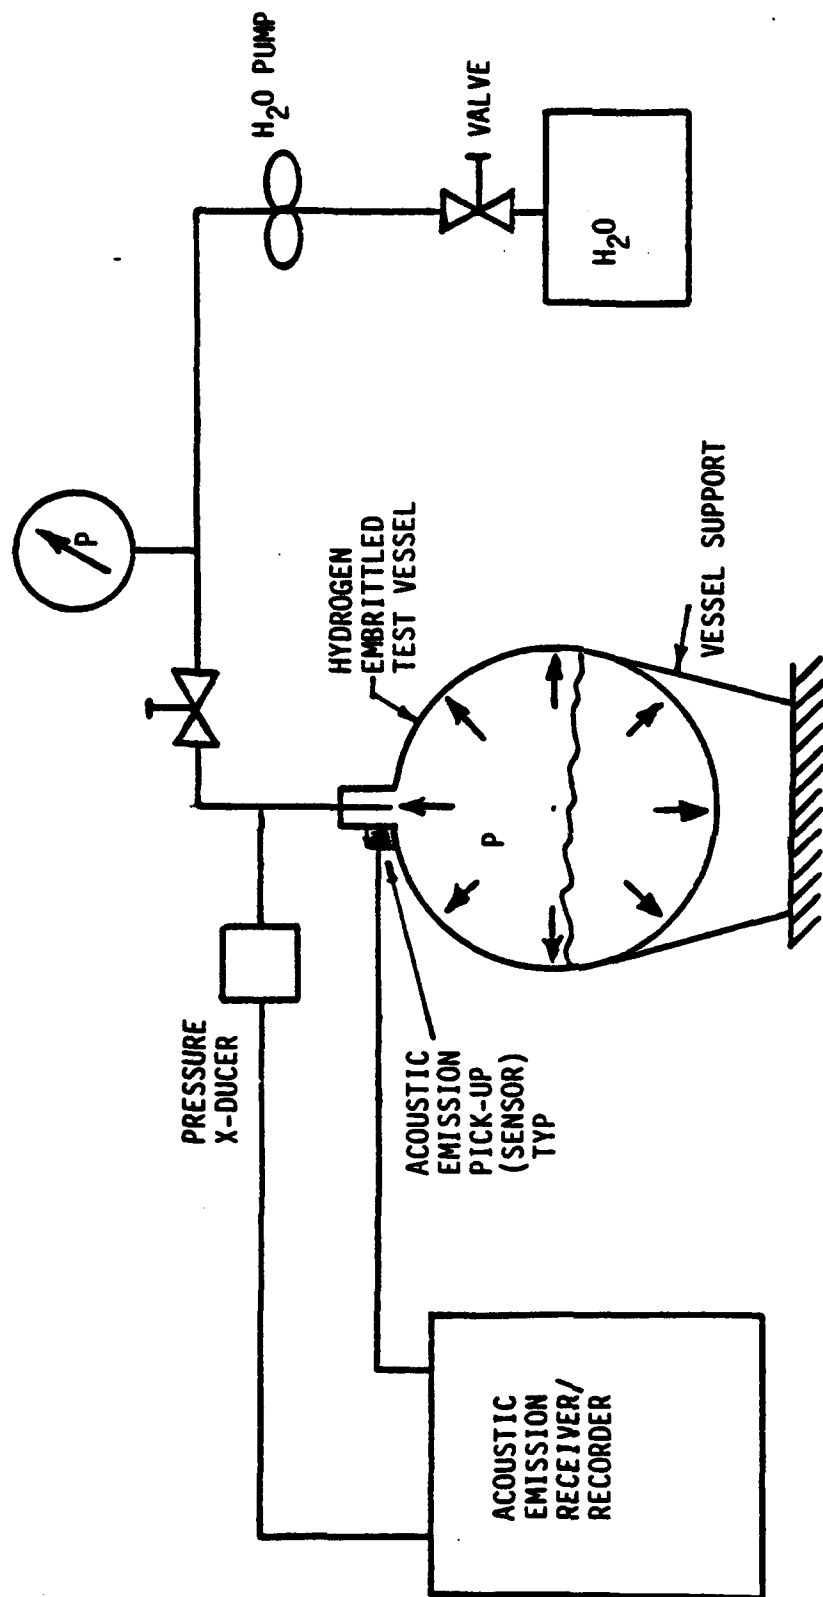 P
H₂O PUMP
VALVE
H₂O
HYDROGEN
EMBRITTLED
TEST VESSEL
P
VESSEL SUPPORT
PRESSURE
X-DUCER
ACOUSTIC
EMISSION
PICK-UP
(SENSOR)
TYP
ACOUSTIC
EMISSION
RECEIVER/
RECORDER